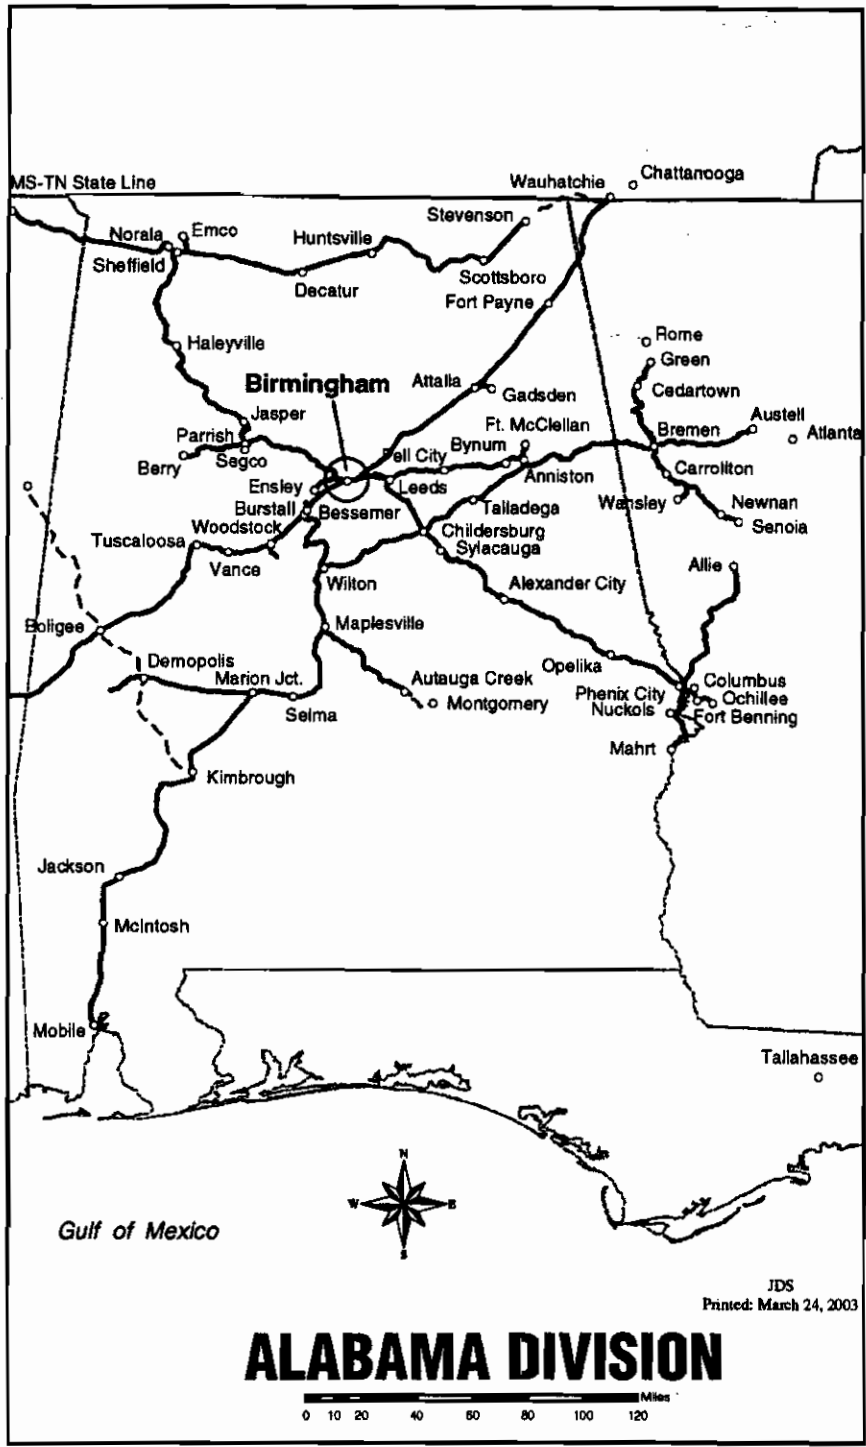 MS-TN State Line
Wauhatchie
Chattanooga
Norala
Emco
Stevenson
Huntsville
Sheffield
Scottsboro
Decatur
Fort Payne
Haleyville
Rome
Green
Birmingham
Attalla
Gadsden
Cedartown
Jasper
Ft. McClellan
Austell
Parrish
Bynum
Bremen
Atlanta
Berry
Segco
Pell City
Anniston
Carrollton
Ensley
Leeds
Burstall
Bessemer
Talladega
Wansley
Newnan
Woodstock
Childersburg
Senoia
Tuscaloosa
Vance
Sylacauga
Wilton
Alexander City
Allie
Boligee
Maplesville
Demopolis
Opelika
Marion Jct.
Autauga Creek
Columbus
Phenix City
Ochillee
Selma
Montgomery
Nuckols
Fort Benning
Mahrt
Kimbrough
Jackson
McIntosh
Mobile
Tallahassee
N
W
E
S
Gulf of Mexico
JDS
Printed: March 24, 2003
ALABAMA DIVISION
Miles
0 10 20 40 60 80 100 120